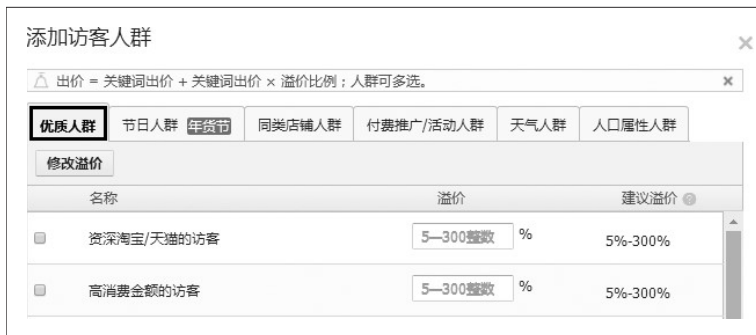 添加访客人群
出价 = 关键词出价 + 关键词出价 × 溢价比例；人群可多选。
优质人群 节日人群 年货节 同类店铺人群 付费推广/活动人群 天气人群 人口属性人群
修改溢价
名称 溢价 建议溢价
资深淘宝/天猫的访客 5—300整数 % 5%-300%
高消费金额的访客 5—300整数 % 5%-300%